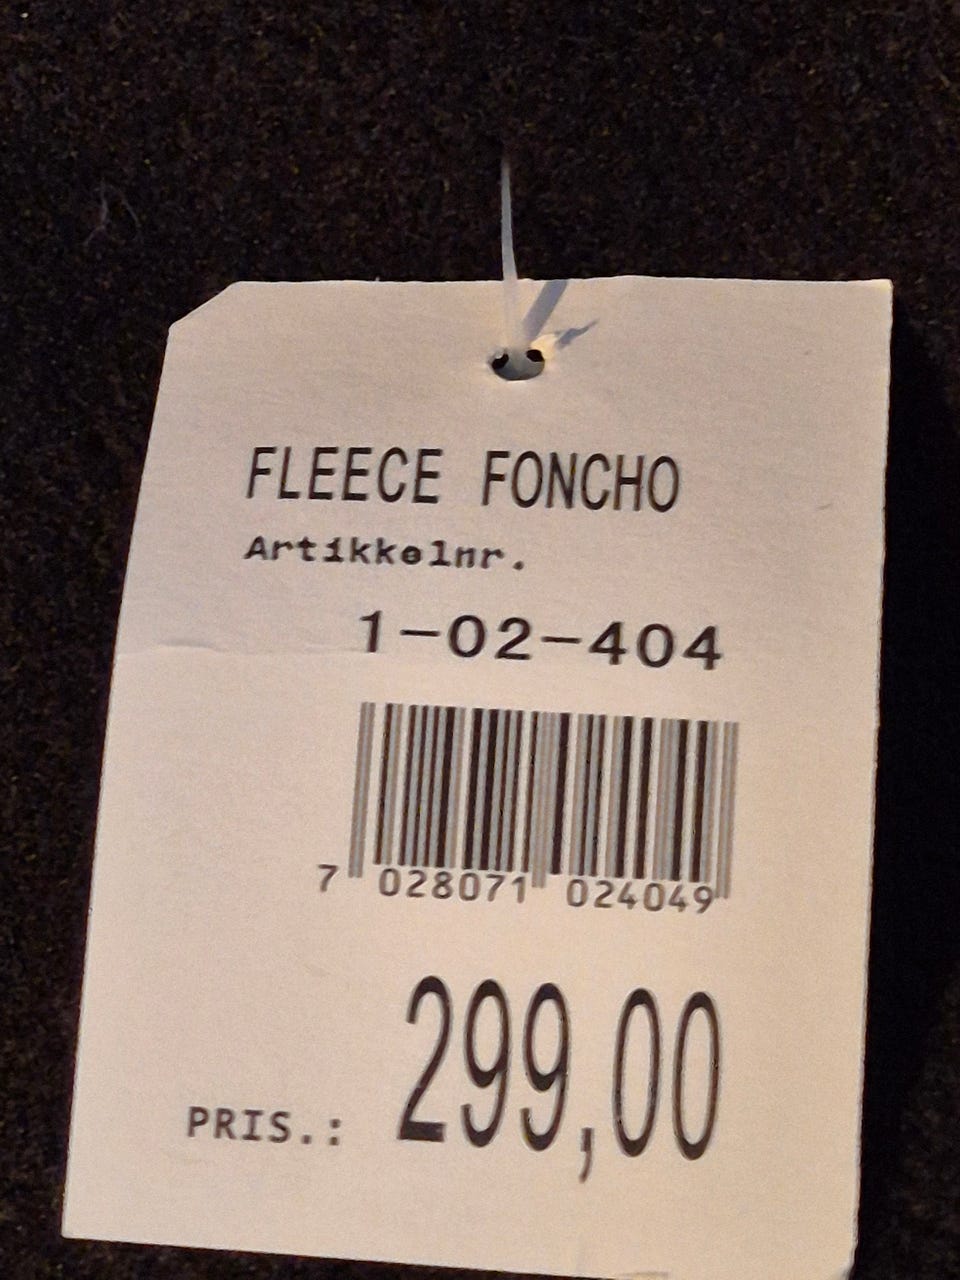 FLEECE FONCHO
Artikkelnr.
1-02-404
7 028071 024049
PRIS.: 299,00